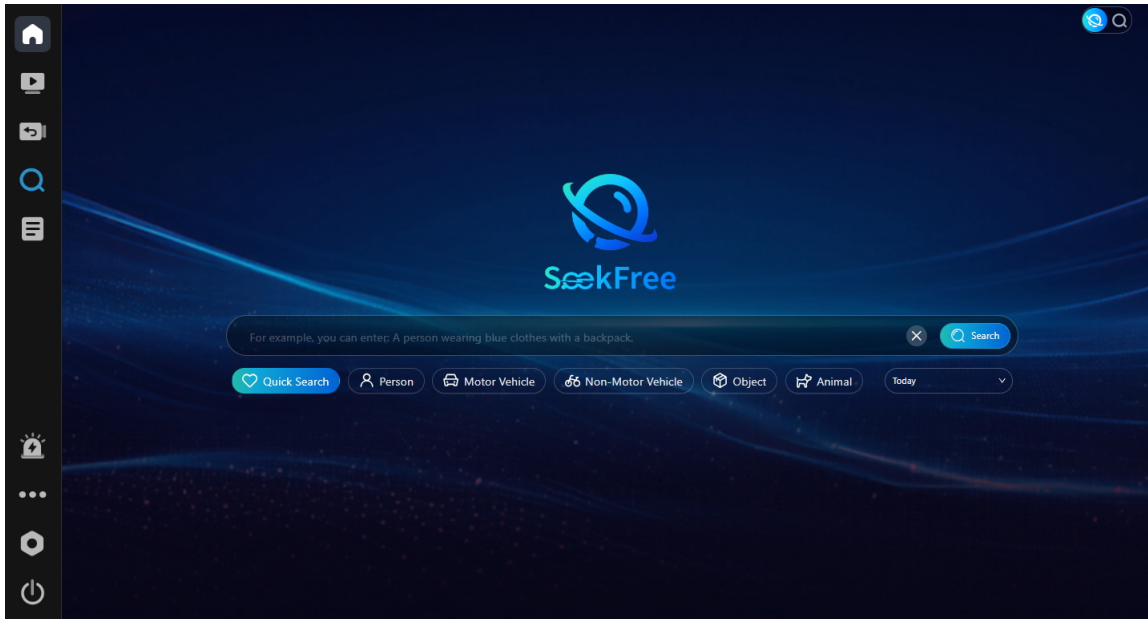 SeekFree
For example, you can enter: A person wearing blue clothes with a backpack.
Search
Quick Search
Person
Motor Vehicle
Non-Motor Vehicle
Object
Animal
Today